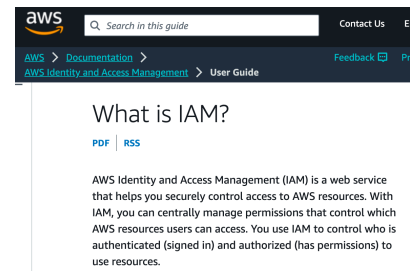 aws
Search in this guide
Contact Us
E
AWS > Documentation >
Feedback
Pr
AWS Identity and Access Management > User Guide
What is IAM?
PDF | RSS
AWS Identity and Access Management (IAM) is a web service
that helps you securely control access to AWS resources. With
IAM, you can centrally manage permissions that control which
AWS resources users can access. You use IAM to control who is
authenticated (signed in) and authorized (has permissions) to
use resources.